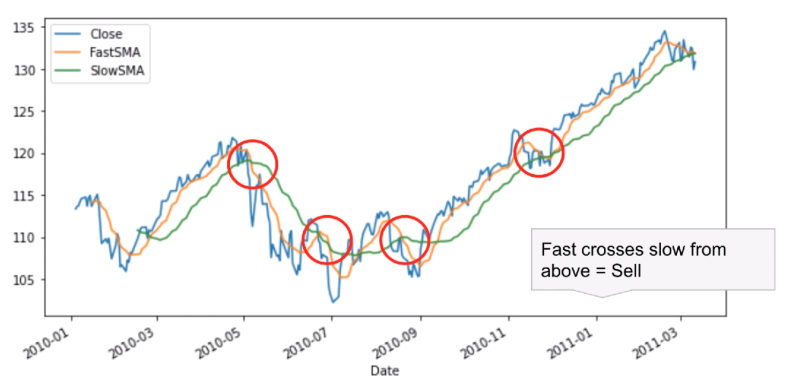 135
130
125
120
115
110
105
Close
FastSMA
SlowSMA
Fast crosses slow from
above = Sell
2010-01
2010-03
2010-05
2010-07
2010-09
2010-11
2011-01
2011-03
Date